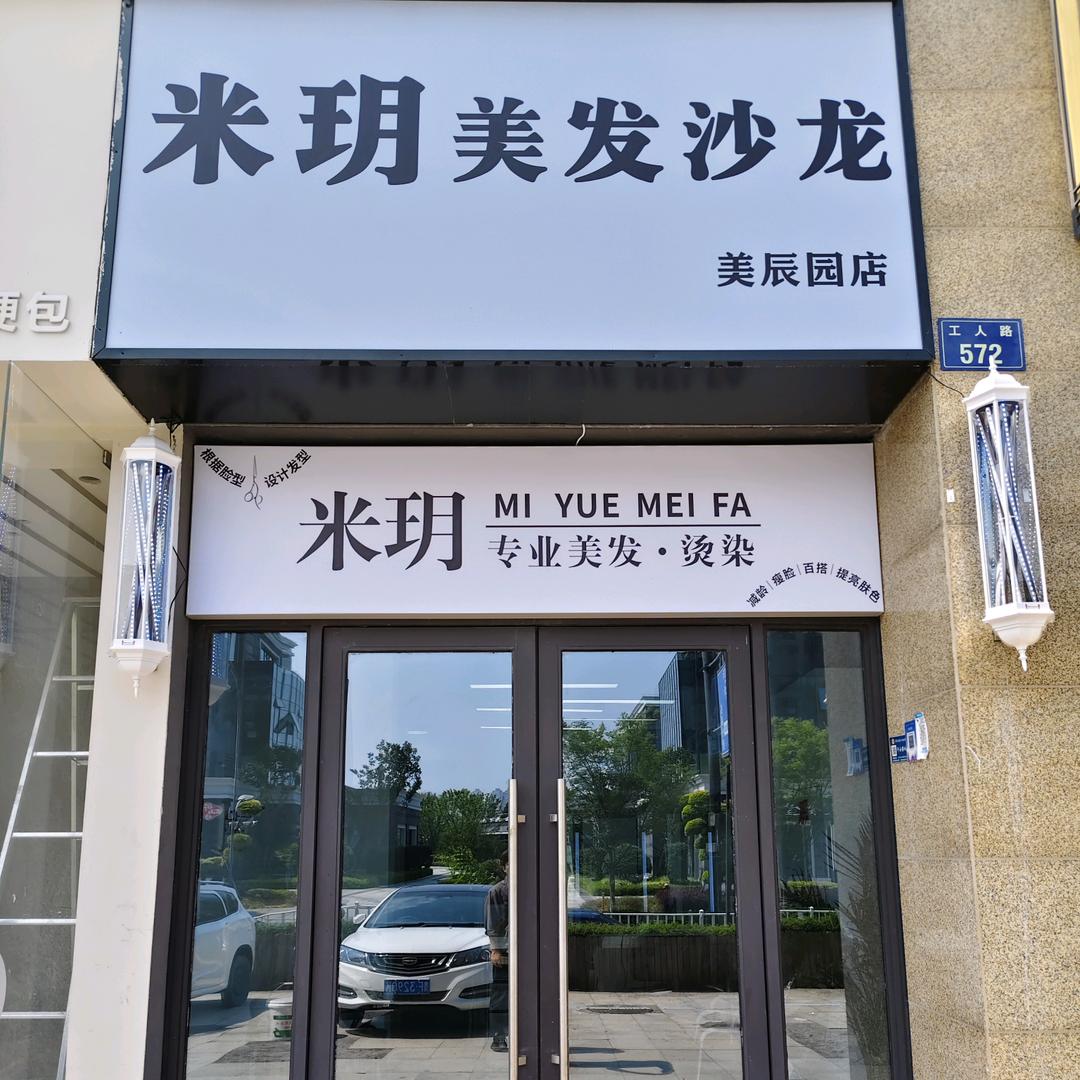 米玥美发沙龙
美辰园店
包
工人路
572
根据脸型 设计发型
米玥
MI YUE MEI FA
专业美发·烫染
减龄|瘦脸|百搭|提亮肤色